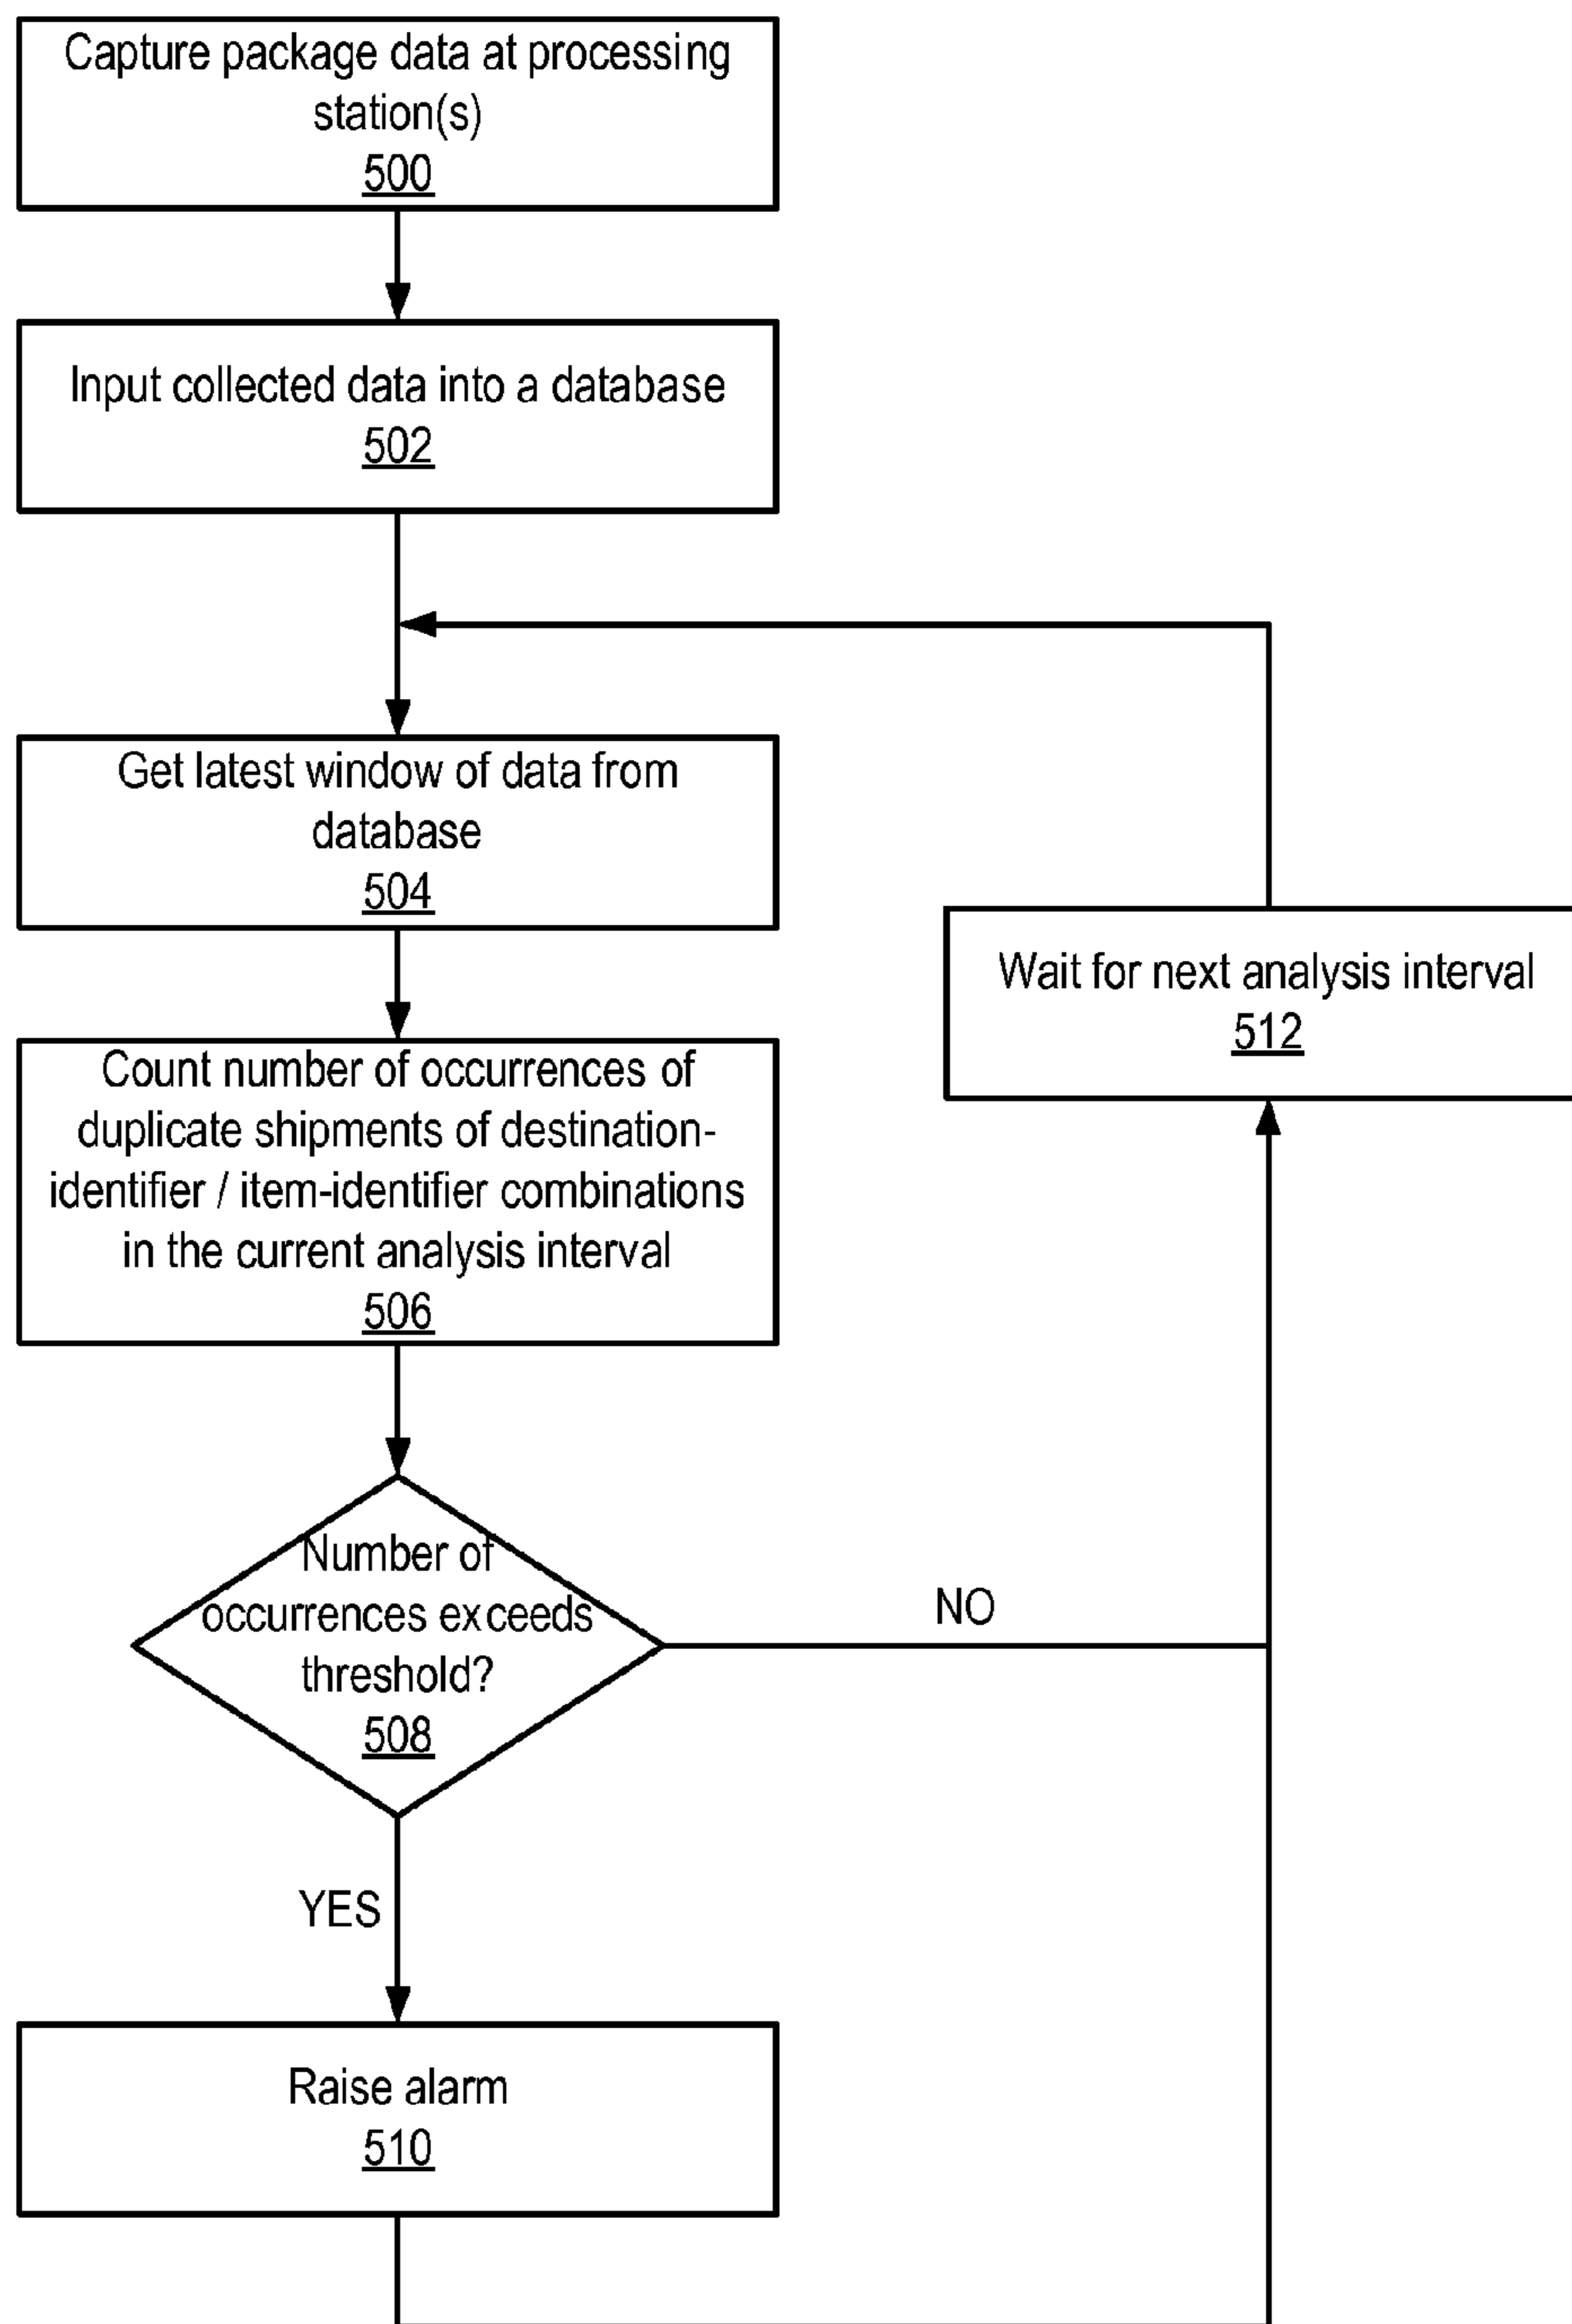 Capture package data at processing
station(s)
500
Input collected data into a database
502
Get latest window of data from
database
504
Wait for next analysis interval
512
Count number of occurrences of
duplicate shipments of destination-
identifier / item-identifier combinations
in the current analysis interval
506
Number of
occurrences exceeds
threshold?
508
NO
YES
Raise alarm
510